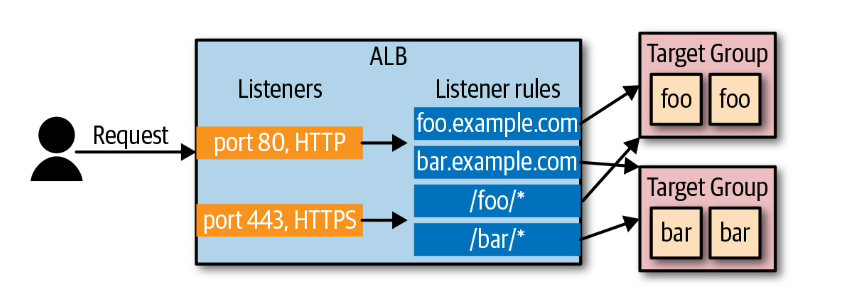 ALB
Target Group
foo foo
Listeners
Listener rules
Request
port 80, HTTP
foo.example.com
bar.example.com
port 443, HTTPS
/foo/*
/bar/*
Target Group
bar bar